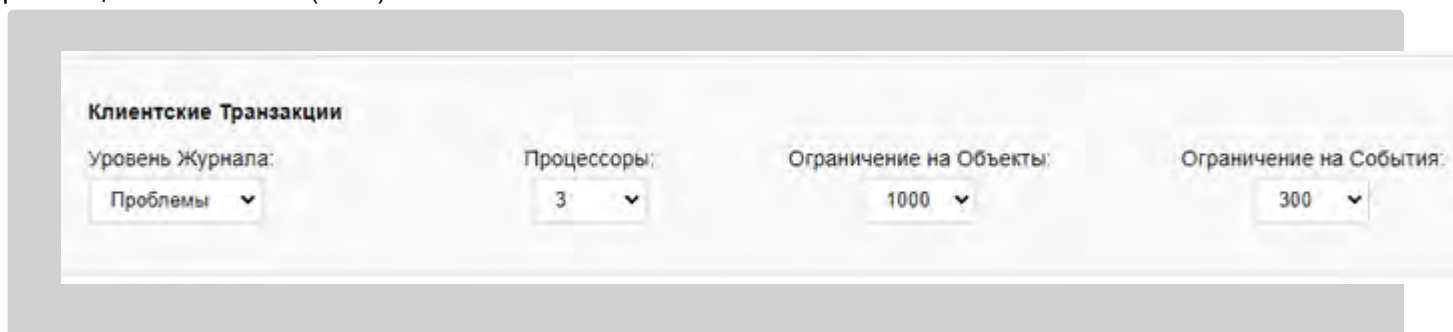 Клиентские Транзакции
Уровень Журнала: Процессоры: Ограничение на Объекты: Ограничение на События:
Проблемы 3 1000 300